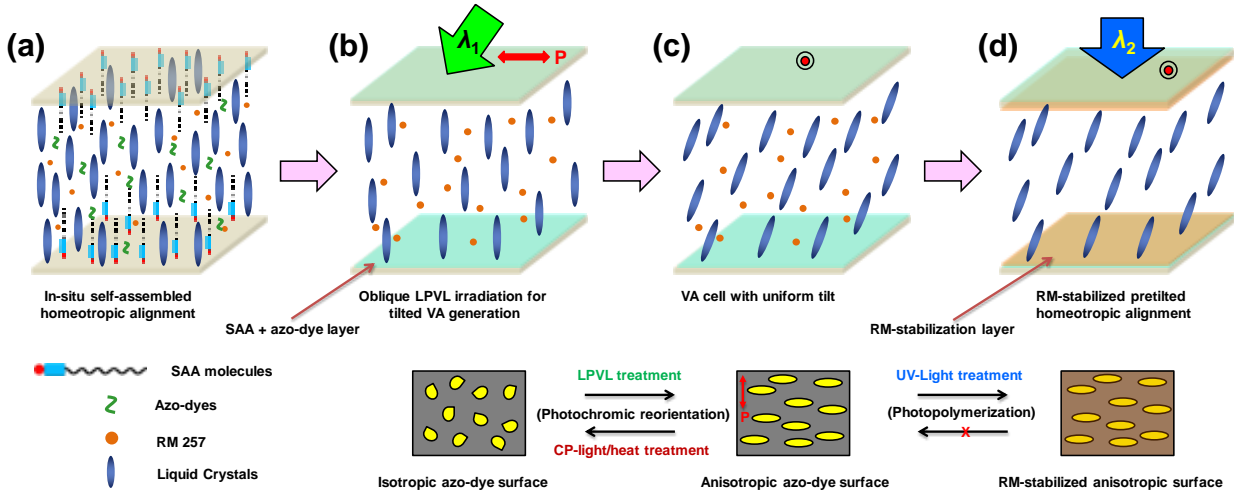 (a)
(b)
λ1
P
(c)
(d)
λ2
In-situ self-assembled
homeotropic alignment
Oblique LPVL irradiation for
tilted VA generation
VA cell with uniform tilt
RM-stabilized pretilted
homeotropic alignment
SAA + azo-dye layer
RM-stabilization layer
SAA molecules
Azo-dyes
RM 257
Liquid Crystals
LPVL treatment
(Photochromic reorientation)
CP-light/heat treatment
P
UV-Light treatment
(Photopolymerization)
X
Isotropic azo-dye surface
Anisotropic azo-dye surface
RM-stabilized anisotropic surface